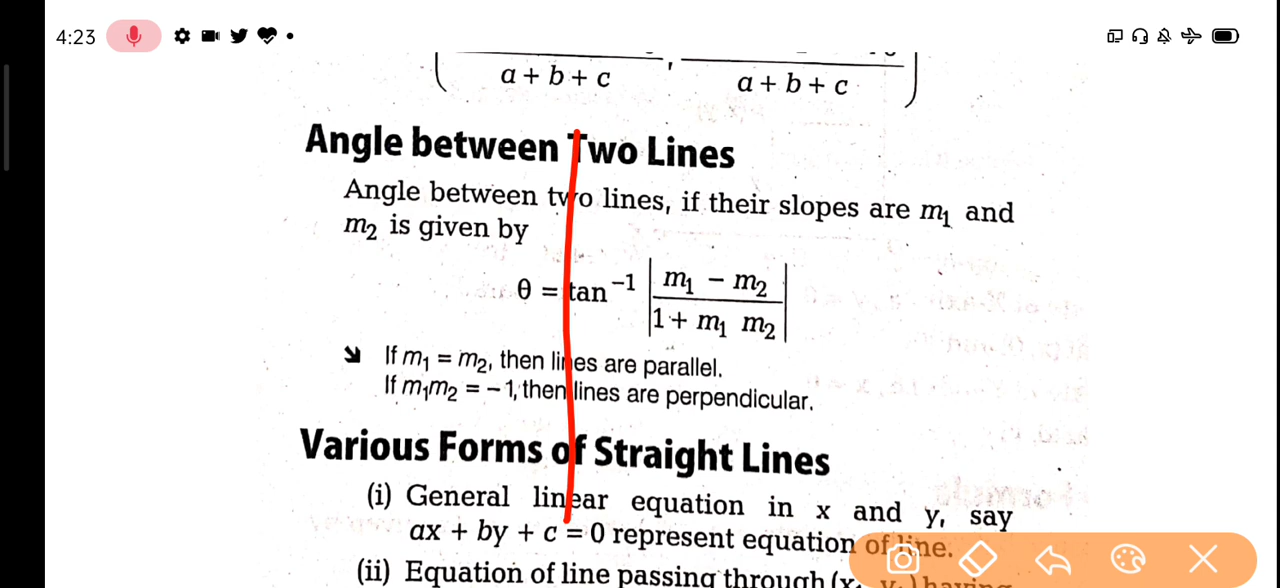 4:23
a + b + c , a + b + c
Angle between Two Lines
Angle between two lines, if their slopes are m₁ and
m₂ is given by
θ = tan⁻¹ |(m₁ − m₂)/(1 + m₁ m₂)|
If m₁ = m₂, then lines are parallel.
If m₁m₂ = −1, then lines are perpendicular.
Various Forms of Straight Lines
(i) General linear equation in x and y, say
ax + by + c = 0 represent equation of line.
(ii) Equation of line passing through (x, y, ) having